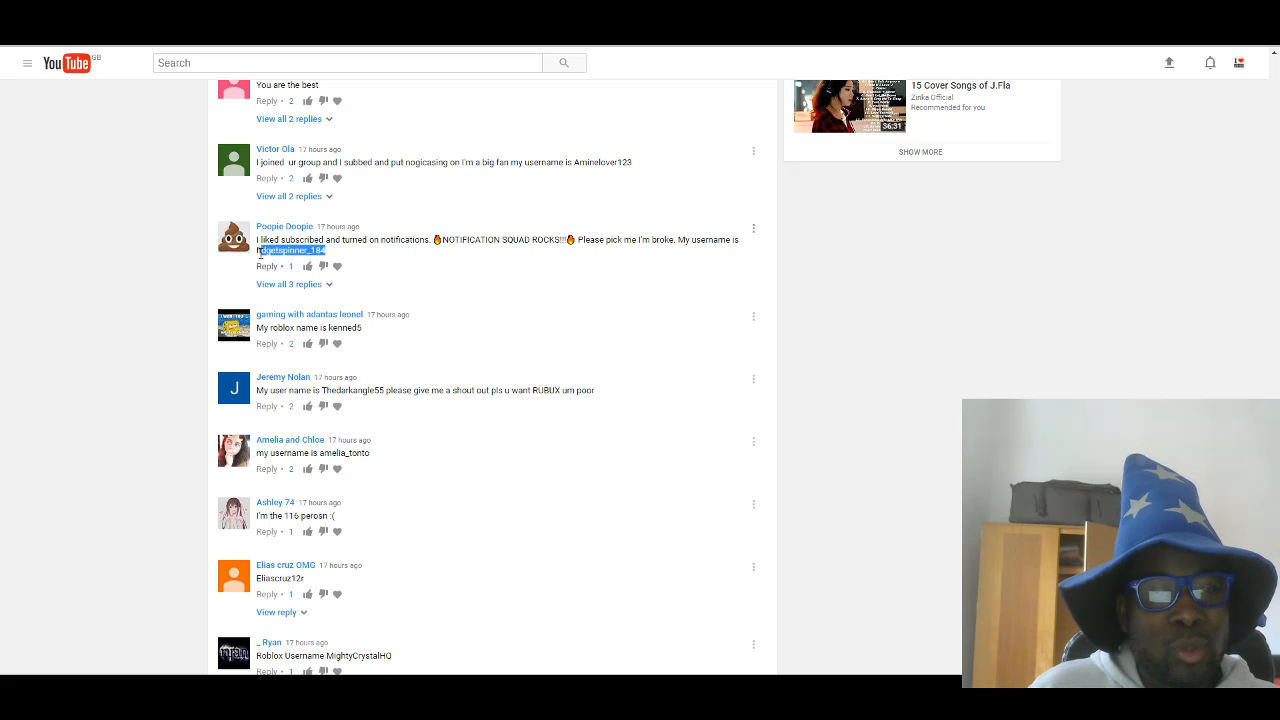 YouTube GB
Search
You are the best
Reply • 2
View all 2 replies
Victor Ola 17 hours ago
I joined ur group and I subbed and put nogicasing on I'm a big fan my username is Aminelover123
Reply • 2
View all 2 replies
Poopie Doopie 17 hours ago
I liked subscribed and turned on notifications. 🔥NOTIFICATION SQUAD ROCKS!!!🔥 Please pick me I'm broke. My username is
fidgetspinner_184
Reply • 1
View all 3 replies
gaming with adantas leonel 17 hours ago
My roblox name is kenned5
Reply • 2
Jeremy Nolan 17 hours ago
My user name is Thedarkangle55 please give me a shout out pls u want RUBUX um poor
Reply • 2
Amelia and Chloe 17 hours ago
my username is amelia_tonto
Reply • 2
Ashley 74 17 hours ago
I'm the 116 perosn :(
Reply • 1
Elias cruz OMG 17 hours ago
Eliascruz12r
Reply • 1
View reply
_ Ryan 17 hours ago
Roblox Username MightyCrystalHQ
Reply • 1
15 Cover Songs of J.Fla
Zinka Official
Recommended for you
36:31
SHOW MORE
J